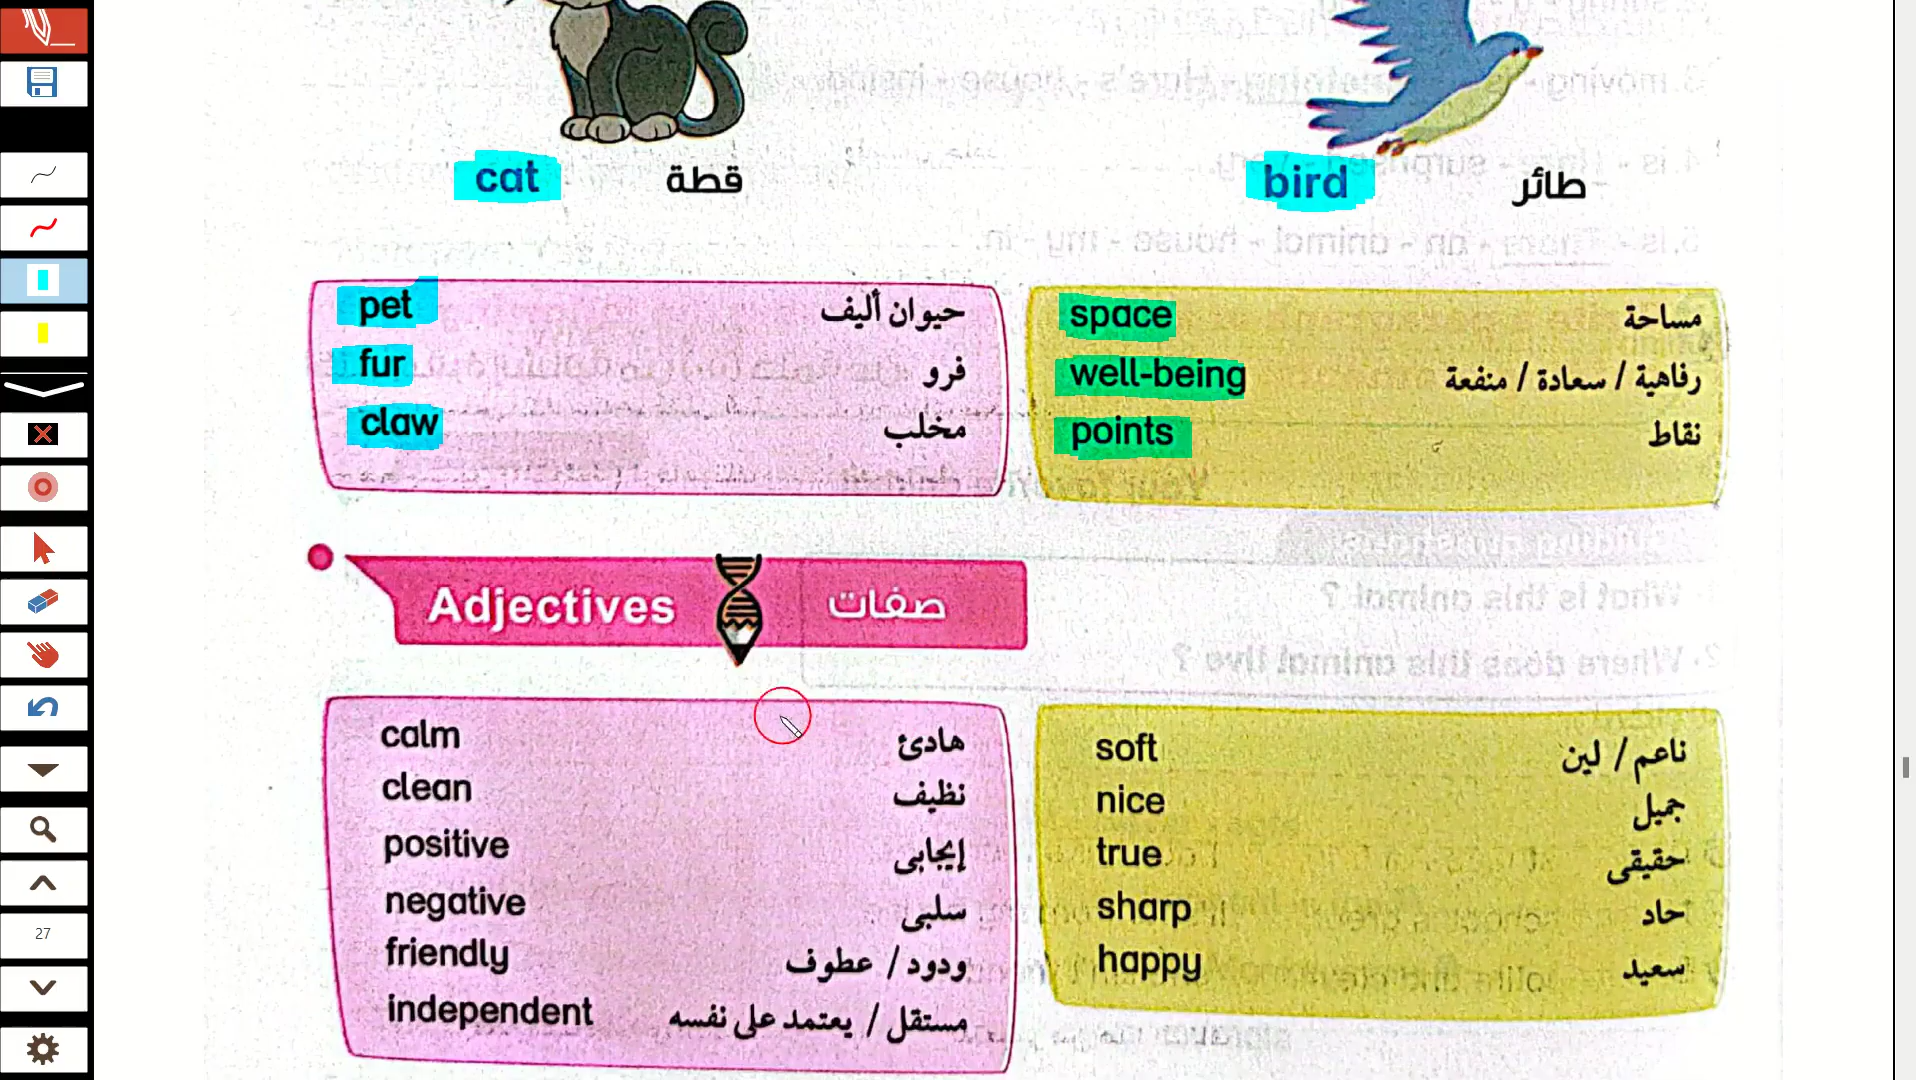 cat قطة
bird طائر
pet حيوان أليف
fur فرو
claw مخلب
space مساحة
well-being رفاهية / سعادة / منفعة
points نقاط
Adjectives صفات
calm هادئ
clean نظيف
positive إيجابى
negative سلبى
friendly ودود / عطوف
independent مستقل / يعتمد على نفسه
soft ناعم / لين
nice جميل
true حقيقى
sharp حاد
happy سعيد
27